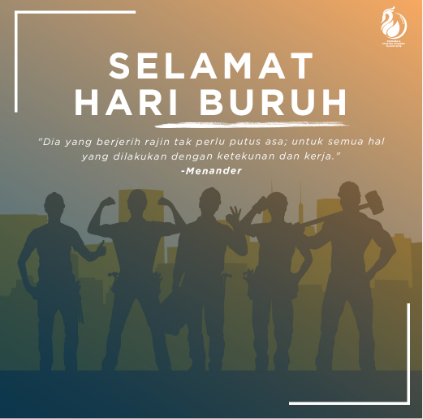 SELAMAT
HARI BURUH
"Dia yang berjerih rajin tak perlu putus asa; untuk semua hal
yang dilakukan dengan ketekunan dan kerja."
-Menander